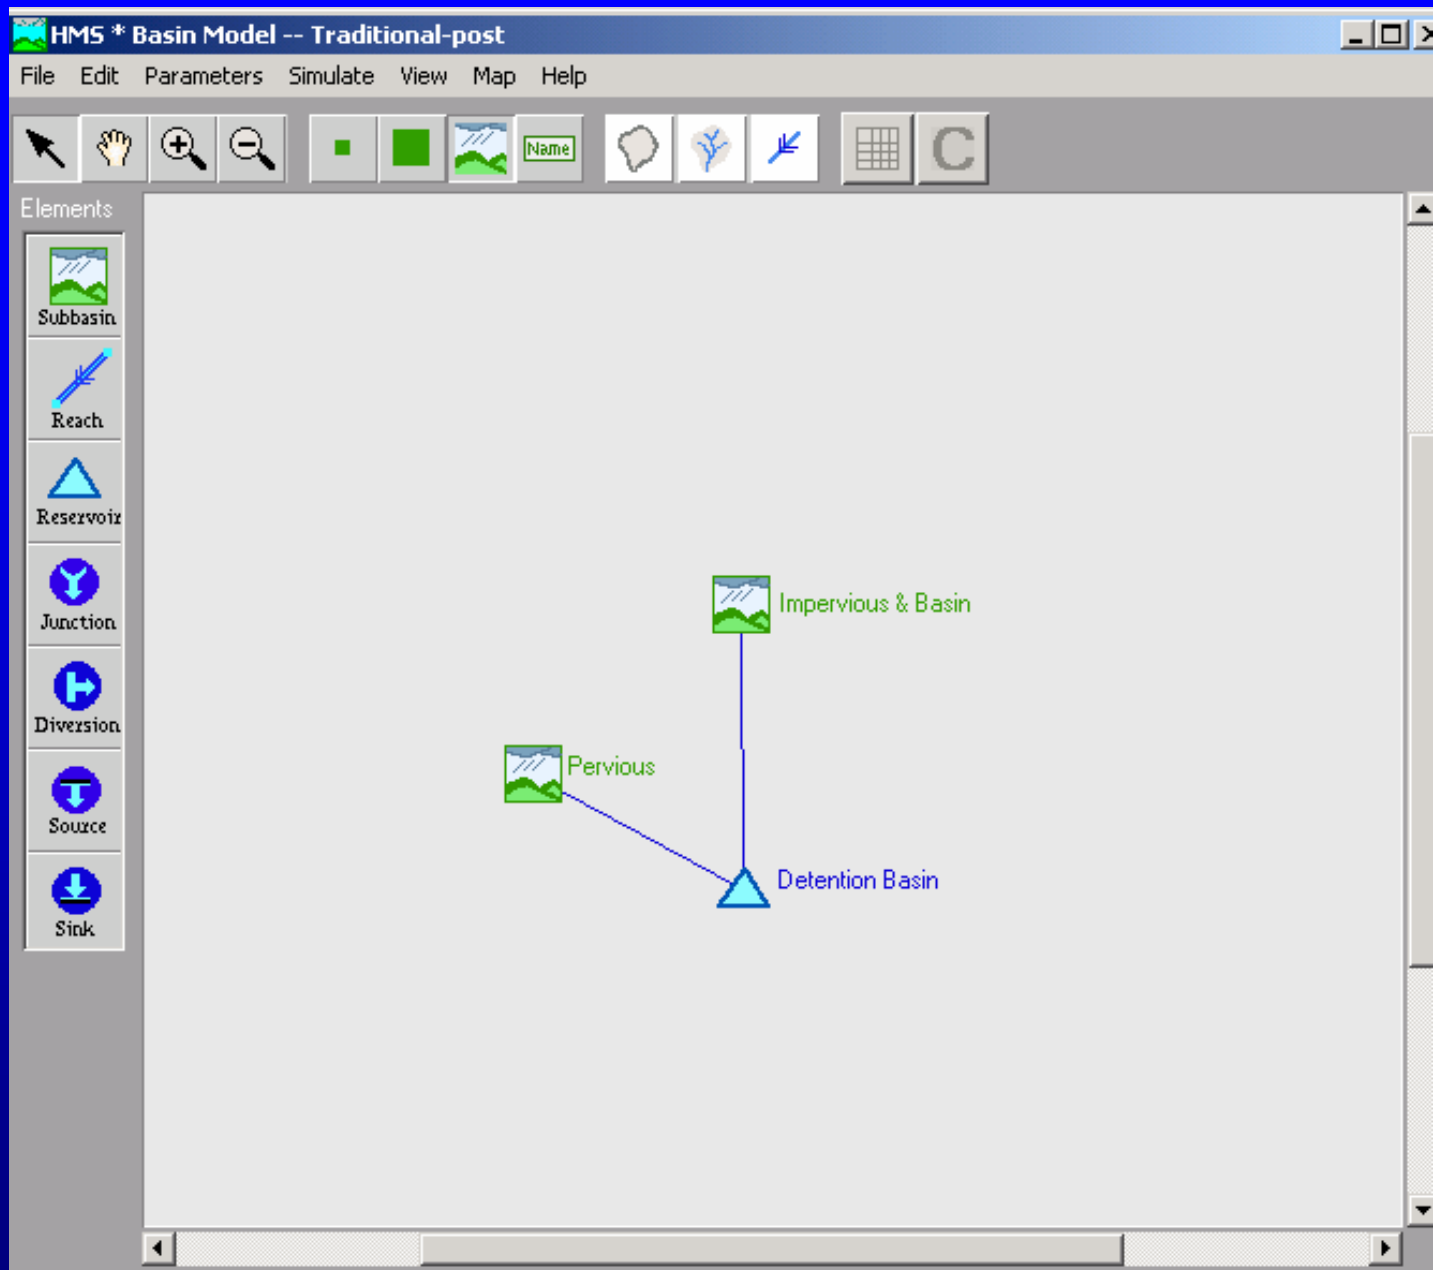 HMS * Basin Model -- Traditional-post
File Edit Parameters Simulate View Map Help
Name
C
Elements
Subbasin
Reach
Reservoir
Junction
Diversion
Source
Sink
Impervious & Basin
Pervious
Detention Basin